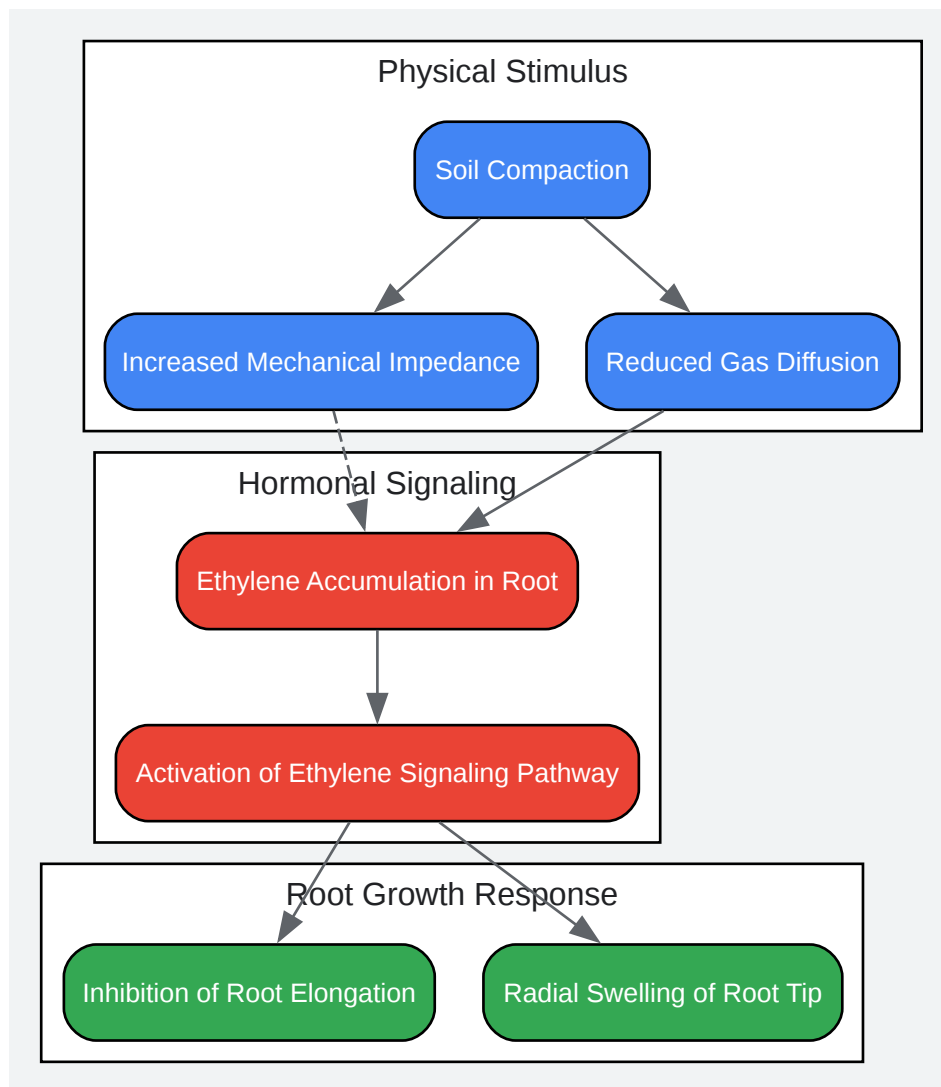 Physical Stimulus
Soil Compaction
Increased Mechanical Impedance
Reduced Gas Diffusion
Hormonal Signaling
Ethylene Accumulation in Root
Activation of Ethylene Signaling Pathway
Root Growth Response
Inhibition of Root Elongation
Radial Swelling of Root Tip